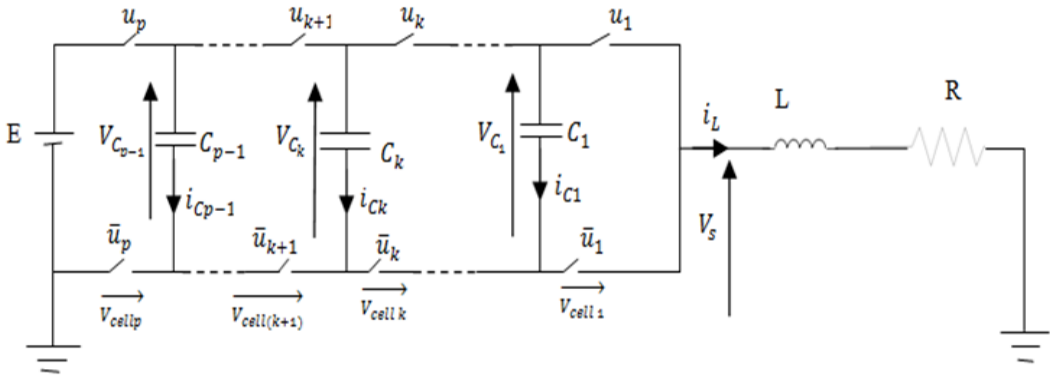 u_p u_{k+1} u_k u_1
E V_{C_{p-1}} C_{p-1} V_{C_k} C_k V_{C_1} C_1 i_L L R
i_{Cp-1} i_{Ck} i_{C1} V_s
ū_p ū_{k+1} ū_k ū_1
V_{cellp} V_{cell(k+1)} V_{cell k} V_{cell 1}